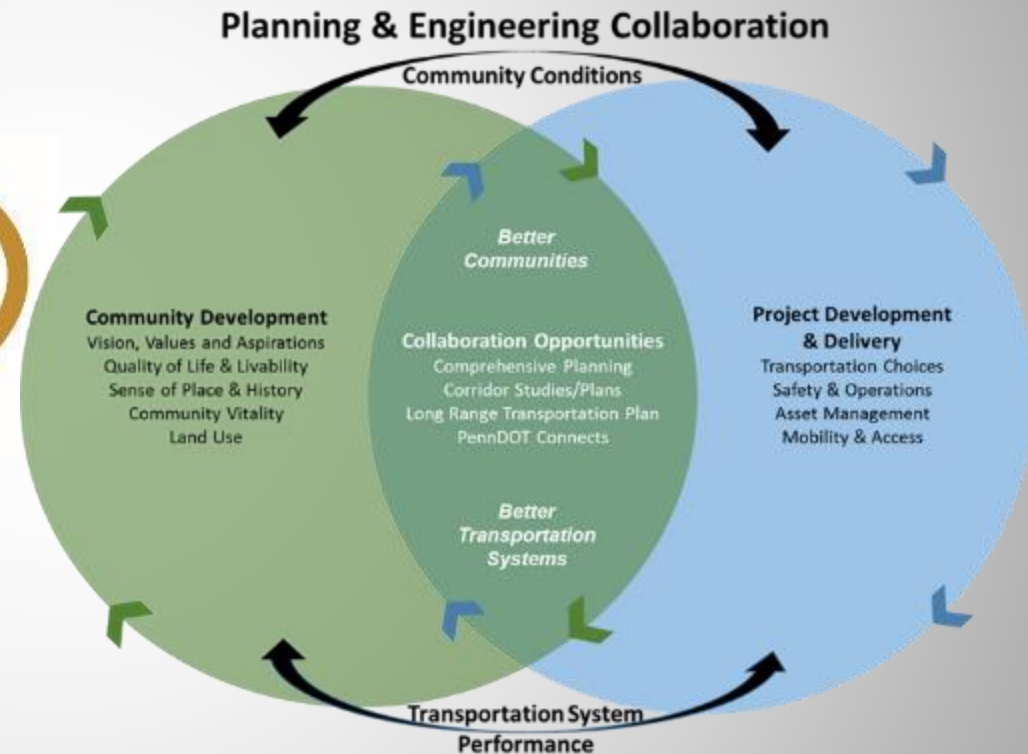 Planning & Engineering Collaboration
Community Conditions
Better
Communities
Community Development
Vision, Values and Aspirations
Quality of Life & Livability
Sense of Place & History
Community Vitality
Land Use
Collaboration Opportunities
Comprehensive Planning
Corridor Studies/Plans
Long Range Transportation Plan
PennDOT Connects
Project Development
& Delivery
Transportation Choices
Safety & Operations
Asset Management
Mobility & Access
Better
Transportation
Systems
Transportation System
Performance